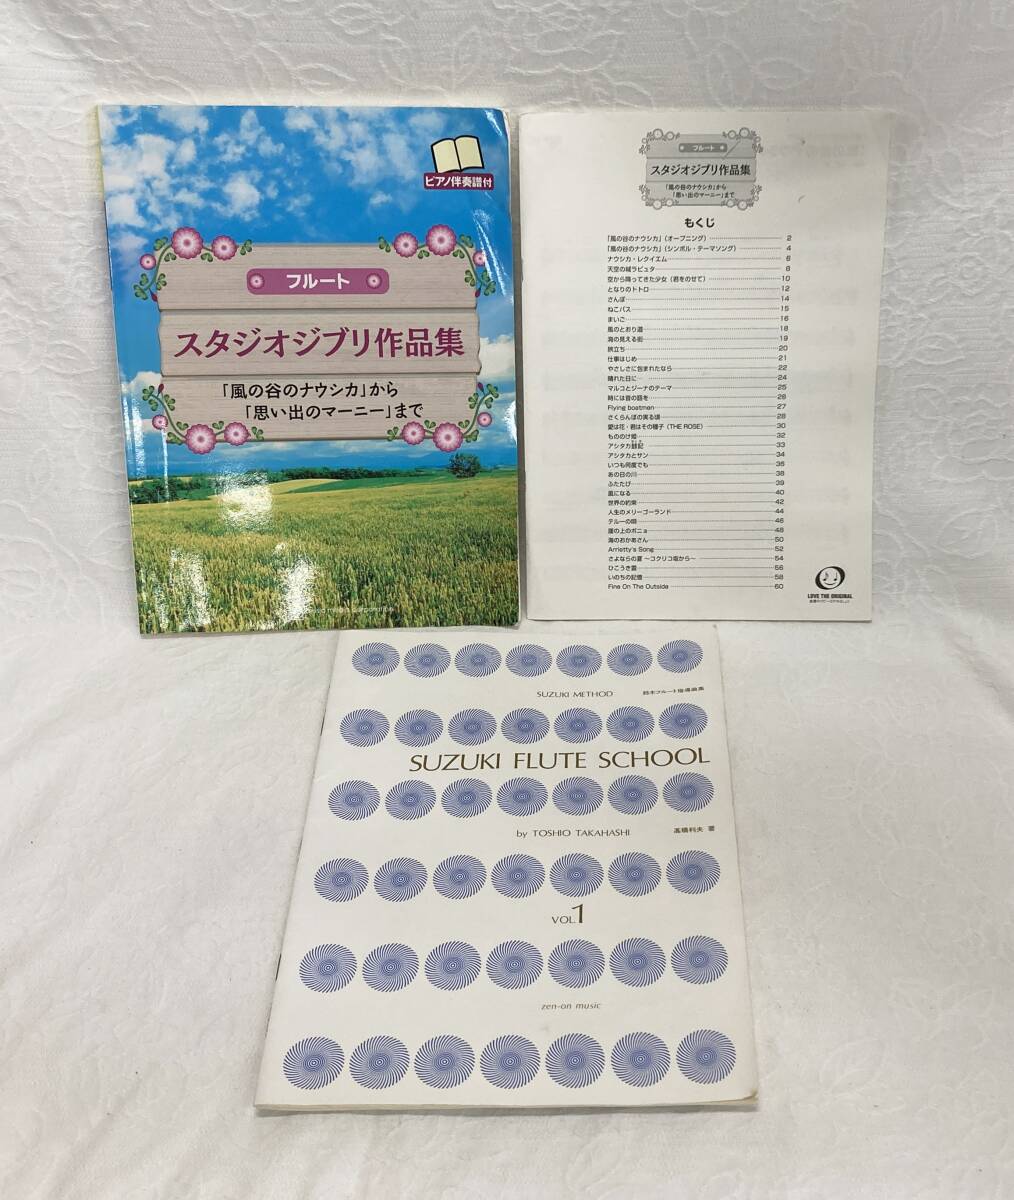 ピアノ伴奏譜付
フルート
スタジオジブリ作品集
「風の谷のナウシカ」から
「思い出のマーニー」まで
フルート
スタジオジブリ作品集
「風の谷のナウシカ」から
「思い出のマーニー」まで
もくじ
「風の谷のナウシカ」（オープニング） 2
「風の谷のナウシカ」（シンボル・テーマソング） 4
ナウシカ・レクイエム 6
天空の城ラピュタ 8
空から降ってきた少女（君をのせて） 10
となりのトトロ 12
さんぽ 14
ねこバス 15
まいご 16
風のとおり道 18
海の見える街 19
旅立ち 20
仕事はじめ 21
やさしさに包まれたなら 22
晴れた日に… 24
マルコとジーナのテーマ 25
時には昔の話を 26
Flying boatmen 27
さくらんぼの実る頃 28
愛は花、君はその種子（THE ROSE） 30
もののけ姫 32
アシタカ𦻙記 33
アシタカとサン 34
いつも何度でも 36
あの日の川 38
ふたたび 39
風になる 40
世界の約束 42
人生のメリーゴーランド 44
テルーの唄 46
崖の上のポニョ 48
海のおかあさん 50
Arrietty's Song 52
さよならの夏 ～コクリコ坂から～ 54
ひこうき雲 56
いのちの記憶 58
Fine On The Outside 60
LOVE THE ORIGINAL
SUZUKI METHOD 鈴木フルート指導曲集
SUZUKI FLUTE SCHOOL
by TOSHIO TAKAHASHI 高橋利夫 著
VOL.1
zen-on music